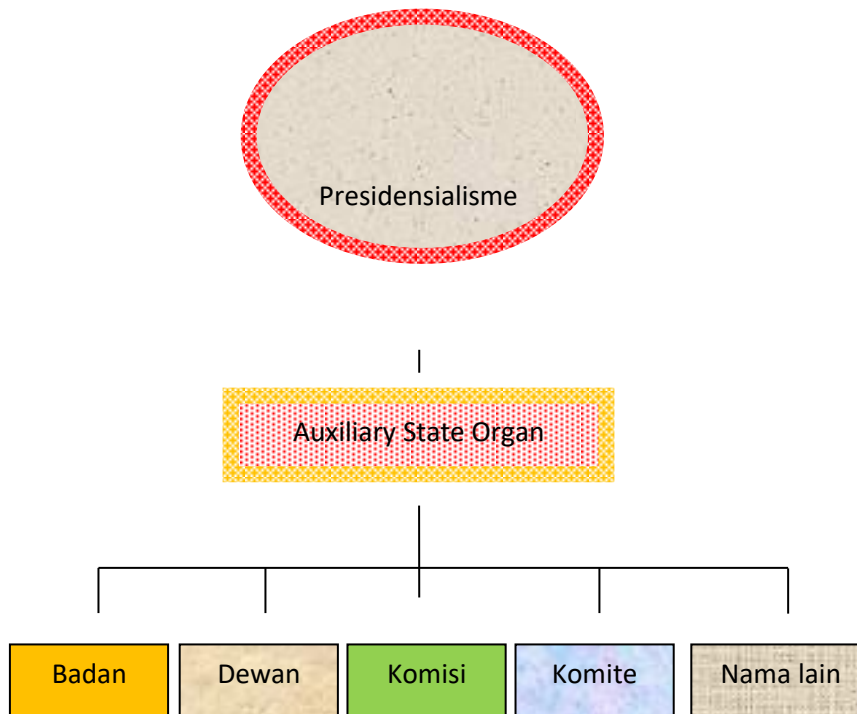 Presidensialisme
Auxiliary State Organ
Badan
Dewan
Komisi
Komite
Nama lain